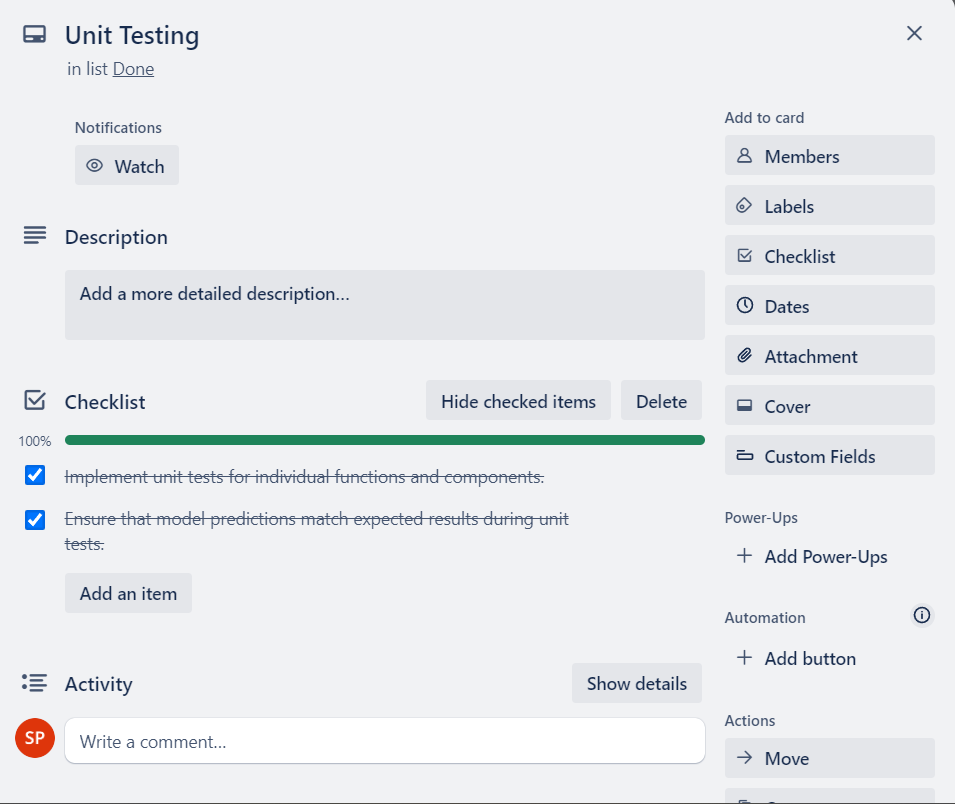 Unit Testing
in list Done
Notifications
Watch
Description
Add a more detailed description...
Checklist
Hide checked items
Delete
100%
Implement unit tests for individual functions and components.
Ensure that model predictions match expected results during unit
tests.
Add an item
Activity
Show details
SP
Write a comment...
Add to card
Members
Labels
Checklist
Dates
Attachment
Cover
Custom Fields
Power-Ups
Add Power-Ups
Automation
Add button
Actions
Move